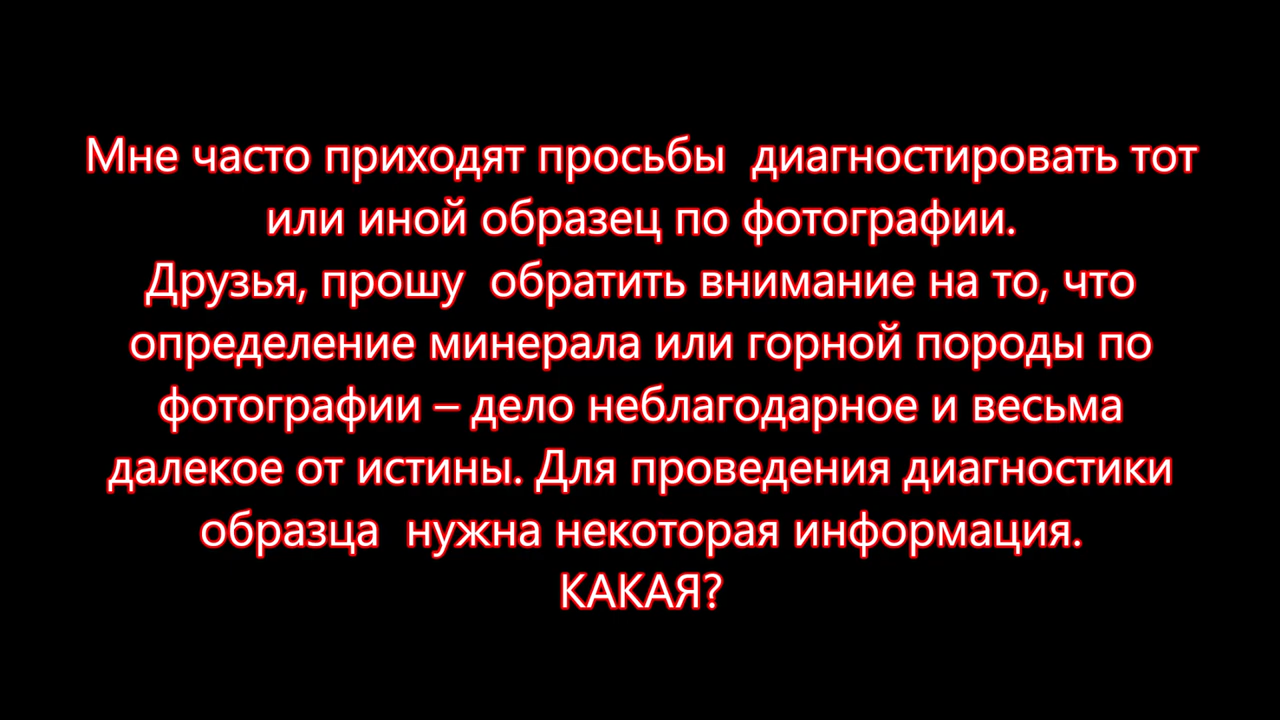 Мне часто приходят просьбы  диагностировать тот
или иной образец по фотографии.
Друзья, прошу  обратить внимание на то, что
определение минерала или горной породы по
фотографии – дело неблагодарное и весьма
далекое от истины. Для проведения диагностики
образца  нужна некоторая информация.
КАКАЯ?